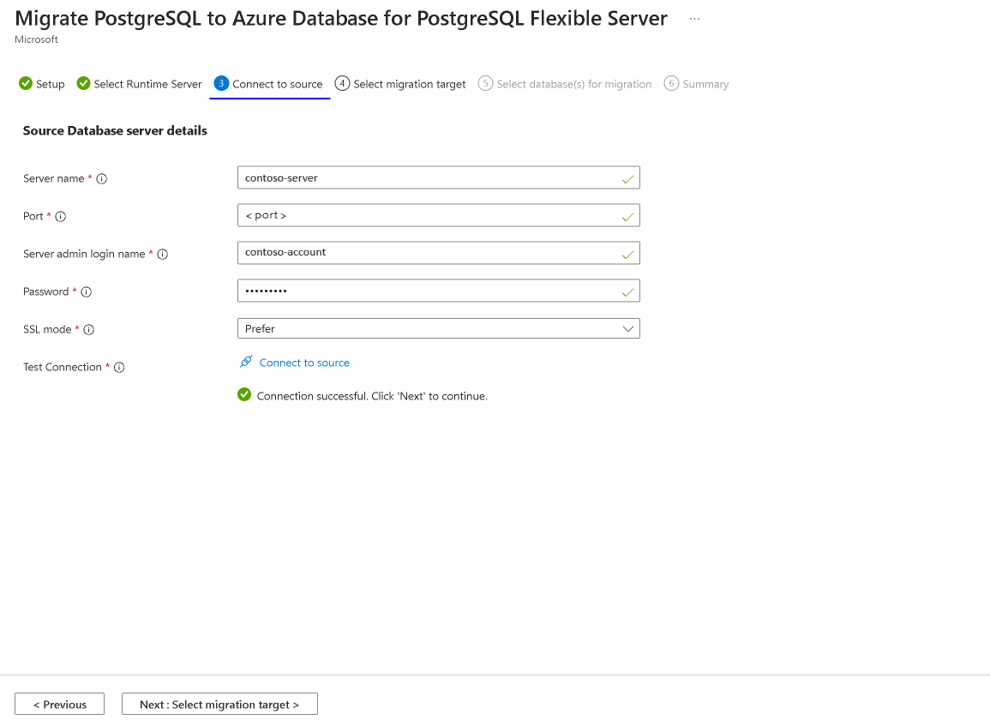 Migrate PostgreSQL to Azure Database for PostgreSQL Flexible Server ...
Microsoft
Setup Select Runtime Server 3 Connect to source 4 Select migration target 5 Select database(s) for migration 6 Summary
Source Database server details
Server name * contoso-server
Port * < port >
Server admin login name * contoso-account
Password * •••••••••
SSL mode * Prefer
Test Connection * Connect to source
Connection successful. Click 'Next' to continue.
< Previous Next : Select migration target >